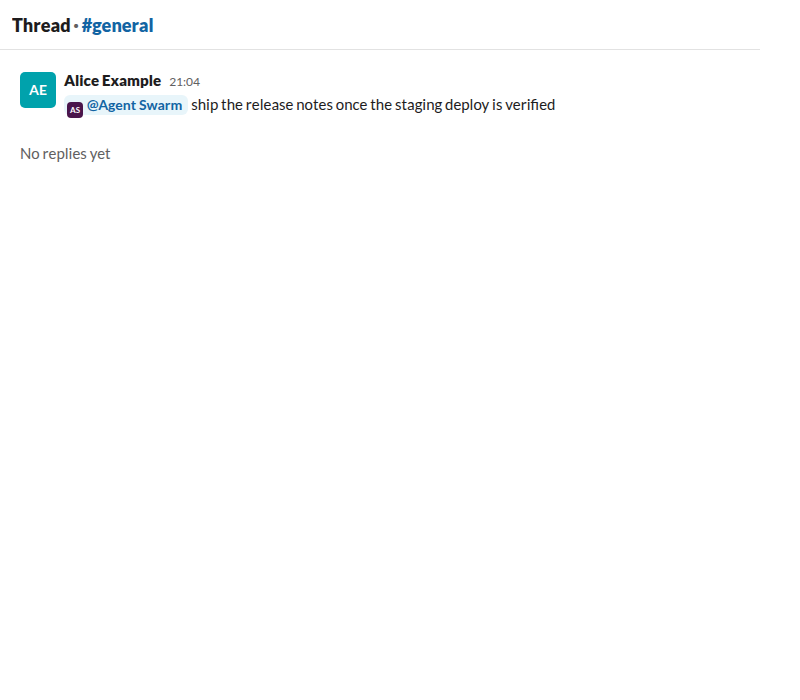 Thread • #general
AE
Alice Example 21:04
AS @Agent Swarm ship the release notes once the staging deploy is verified
No replies yet